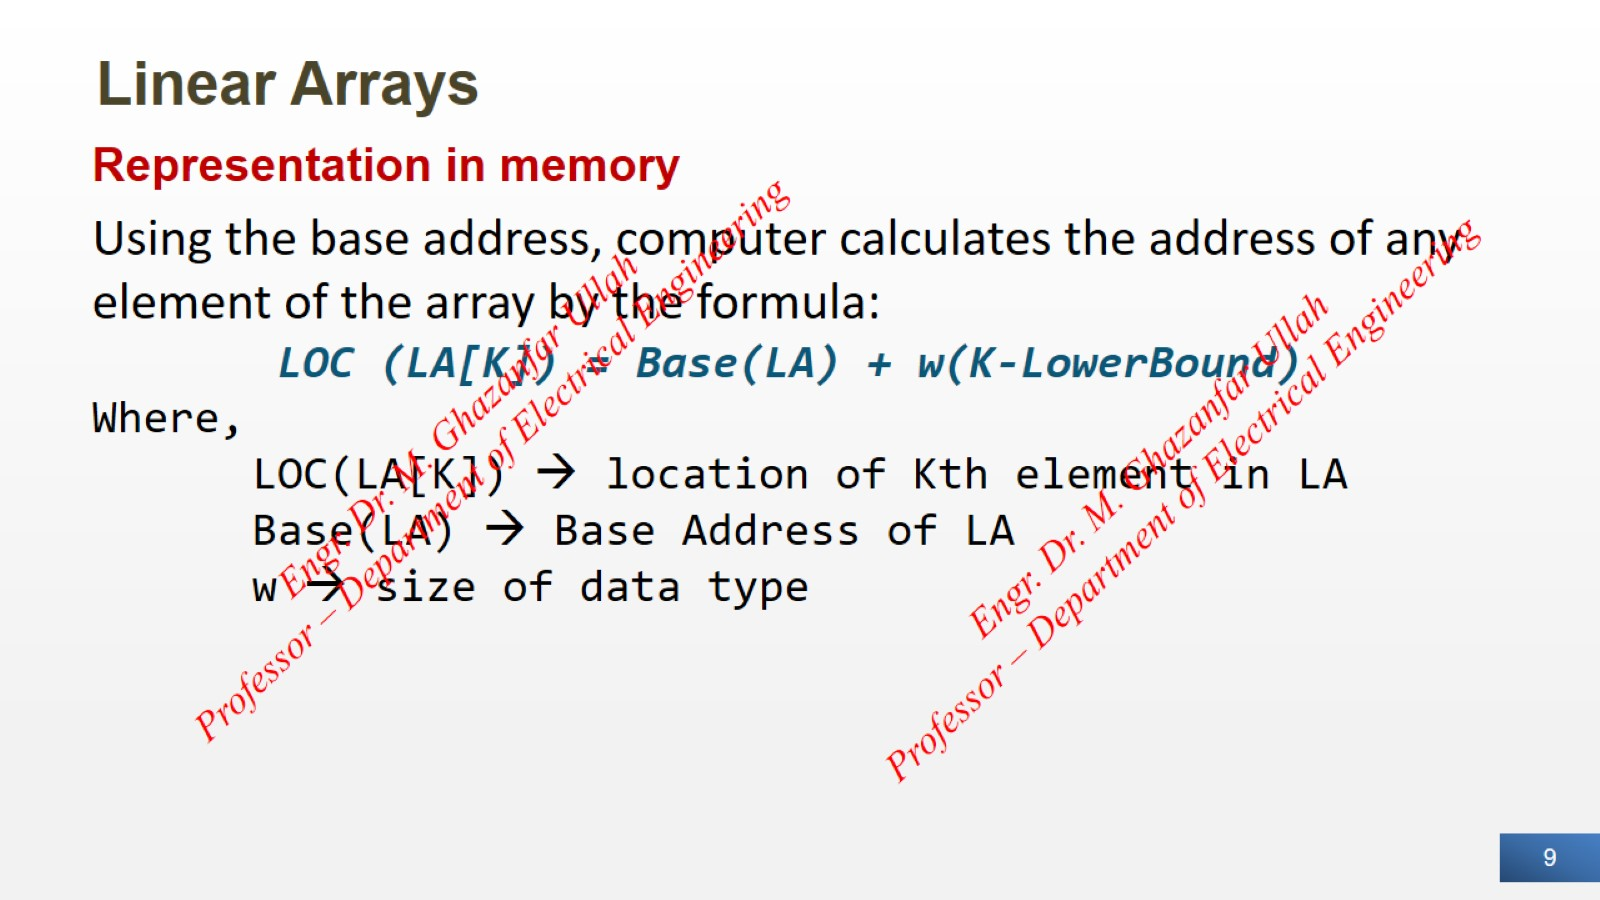 Linear Arrays
Representation in memory
Using the base address, computer calculates the address of any
element of the array by the formula:
LOC (LA[K]) = Base(LA) + w(K-LowerBound)
Where,
LOC(LA[K]) → location of Kth element in LA
Base(LA) → Base Address of LA
w → size of data type
Engr. Dr. M. Ghazanfar Ullah
Professor – Department of Electrical Engineering
Engr. Dr. M. Ghazanfar Ullah
Professor – Department of Electrical Engineering
9